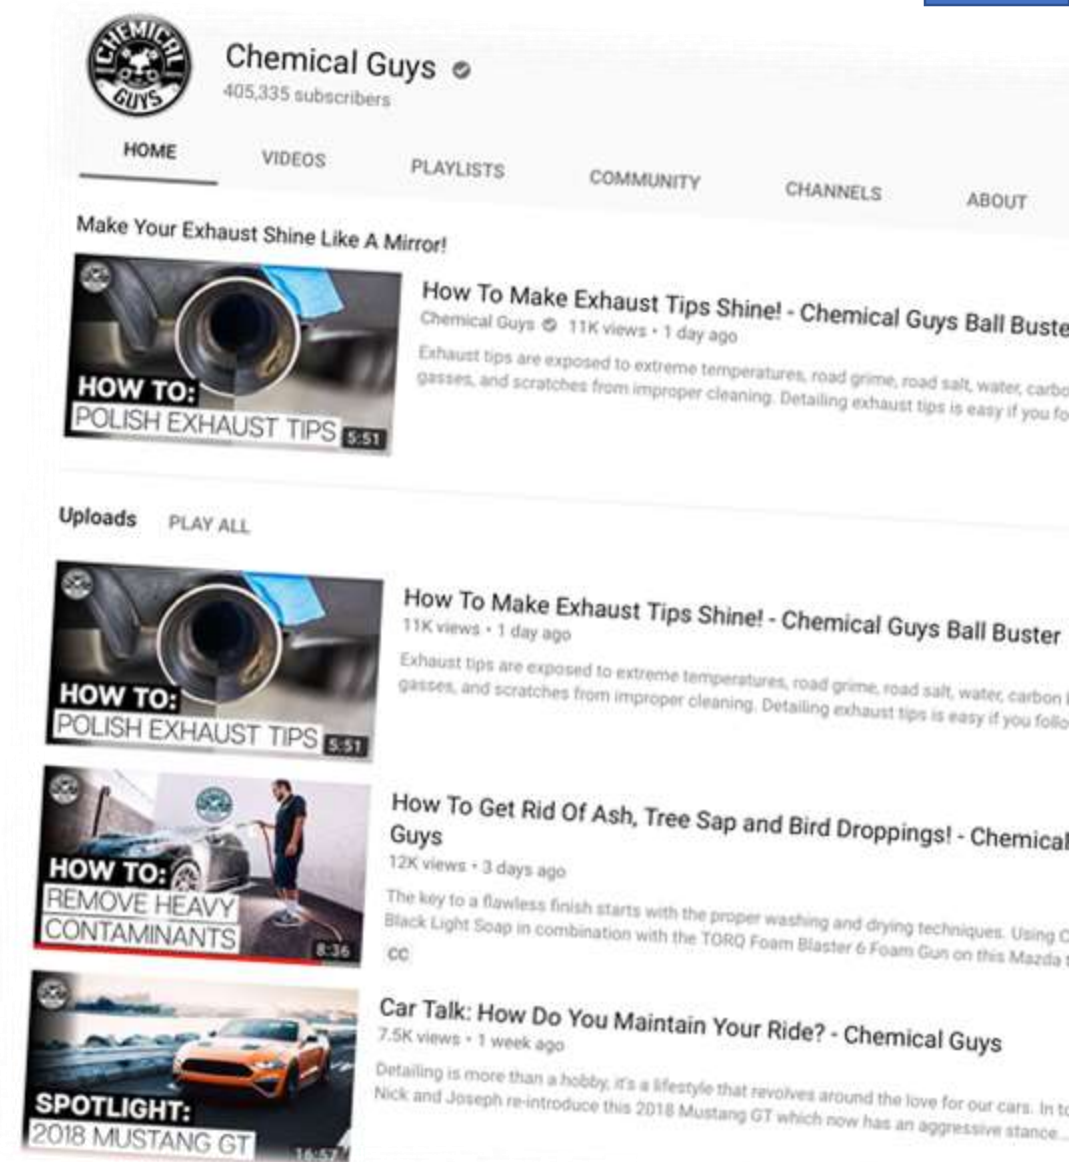 CHEMICAL
GUYS
Chemical Guys
405,335 subscribers
HOME VIDEOS PLAYLISTS COMMUNITY CHANNELS ABOUT
Make Your Exhaust Shine Like A Mirror!
HOW TO:
POLISH EXHAUST TIPS
5:51
How To Make Exhaust Tips Shine! - Chemical Guys Ball Buste
Chemical Guys 11K views • 1 day ago
Exhaust tips are exposed to extreme temperatures, road grime, road salt, water, carbo
gasses, and scratches from improper cleaning. Detailing exhaust tips is easy if you fo
Uploads PLAY ALL
HOW TO:
POLISH EXHAUST TIPS
5:51
How To Make Exhaust Tips Shine! - Chemical Guys Ball Buster
11K views • 1 day ago
Exhaust tips are exposed to extreme temperatures, road grime, road salt, water, carbon
gasses, and scratches from improper cleaning. Detailing exhaust tips is easy if you follo
HOW TO:
REMOVE HEAVY
CONTAMINANTS
8:36
How To Get Rid Of Ash, Tree Sap and Bird Droppings! - Chemical
Guys
12K views • 3 days ago
The key to a flawless finish starts with the proper washing and drying techniques. Using C
Black Light Soap in combination with the TORQ Foam Blaster 6 Foam Gun on this Mazda t
CC
SPOTLIGHT:
2018 MUSTANG GT
16:57
Car Talk: How Do You Maintain Your Ride? - Chemical Guys
7.5K views • 1 week ago
Detailing is more than a hobby, it's a lifestyle that revolves around the love for our cars. In to
Nick and Joseph re-introduce this 2018 Mustang GT which now has an aggressive stance...